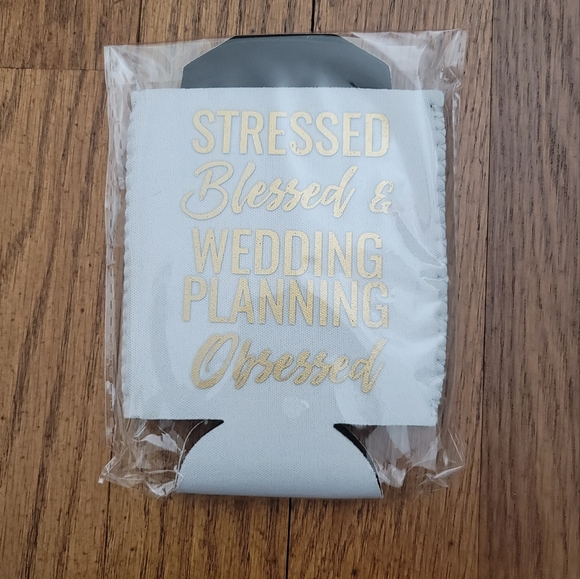 STRESSED
Blessed &
WEDDING
PLANNING
Obsessed